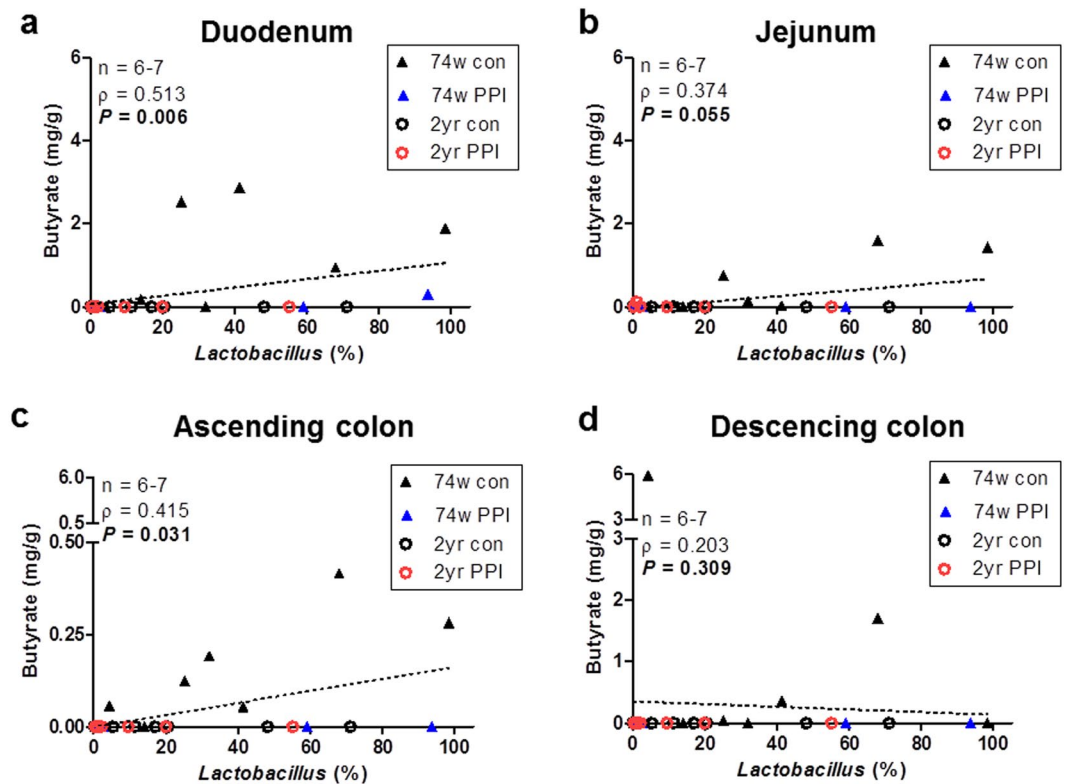 a
Duodenum
n = 6-7
ρ = 0.513
P = 0.006
74w con
74w PPI
2yr con
2yr PPI
Butyrate (mg/g)
6
4
2
0
0 20 40 60 80 100
Lactobacillus (%)
b
Jejunum
n = 6-7
ρ = 0.374
P = 0.055
74w con
74w PPI
2yr con
2yr PPI
Butyrate (mg/g)
6
4
2
0
0 20 40 60 80 100
Lactobacillus (%)
c
Ascending colon
n = 6-7
ρ = 0.415
P = 0.031
74w con
74w PPI
2yr con
2yr PPI
Butyrate (mg/g)
6.0
0.5
0.50
0.25
0.00
0 20 40 60 80 100
Lactobacillus (%)
d
Descencing colon
n = 6-7
ρ = 0.203
P = 0.309
74w con
74w PPI
2yr con
2yr PPI
Butyrate (mg/g)
6
3
3
2
1
0
0 20 40 60 80 100
Lactobacillus (%)